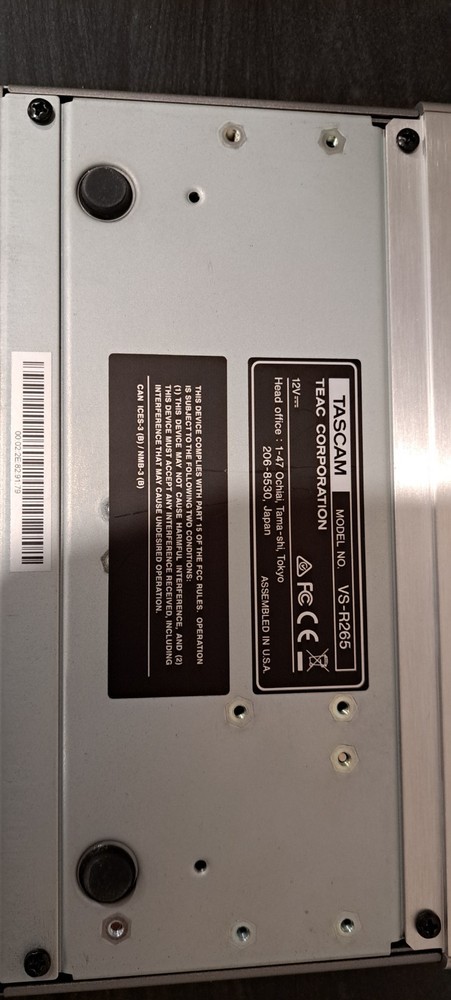 TASCAM MODEL NO. VS-R265
TEAC CORPORATION
12V⎓ FC CE
Head office : 1-47 Ochiai, Tama-shi, Tokyo
206-8530, Japan ASSEMBLED IN U.S.A.
THIS DEVICE COMPLIES WITH PART 15 OF THE FCC RULES. OPERATION
IS SUBJECT TO THE FOLLOWING TWO CONDITIONS:
(1) THIS DEVICE MAY NOT CAUSE HARMFUL INTERFERENCE, AND (2)
THIS DEVICE MUST ACCEPT ANY INTERFERENCE RECEIVED, INCLUDING
INTERFERENCE THAT MAY CAUSE UNDESIRED OPERATION.
CAN ICES-3 (B) / NMB-3 (B)